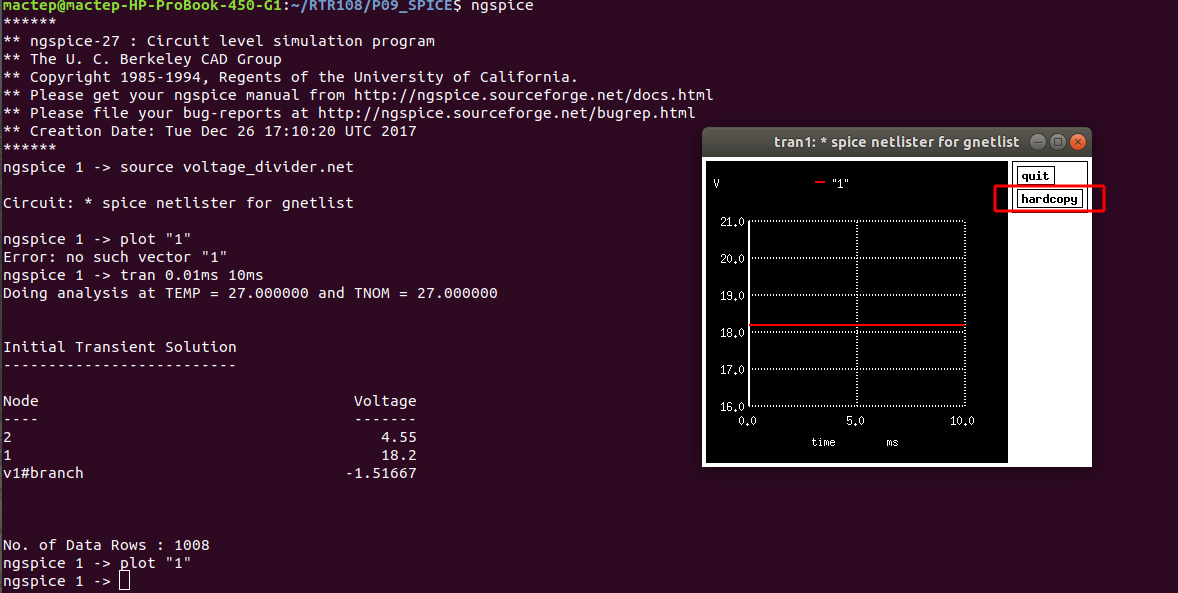 mactep@mactep-HP-ProBook-450-G1:~/RTR108/P09_SPICE$ ngspice
******
** ngspice-27 : Circuit level simulation program
** The U. C. Berkeley CAD Group
** Copyright 1985-1994, Regents of the University of California.
** Please get your ngspice manual from http://ngspice.sourceforge.net/docs.html
** Please file your bug-reports at http://ngspice.sourceforge.net/bugrep.html
** Creation Date: Tue Dec 26 17:10:20 UTC 2017
******
ngspice 1 -> source voltage_divider.net
Circuit: * spice netlister for gnetlist
ngspice 1 -> plot "1"
Error: no such vector "1"
ngspice 1 -> tran 0.01ms 10ms
Doing analysis at TEMP = 27.000000 and TNOM = 27.000000
Initial Transient Solution
--------------------------
Node Voltage
---- -------
2 4.55
1 18.2
v1#branch -1.51667
No. of Data Rows : 1008
ngspice 1 -> plot "1"
ngspice 1 ->
tran1: * spice netlister for gnetlist
V "1"
quit
hardcopy
21.0
20.0
19.0
18.0
17.0
16.0
0.0 5.0 10.0
time ms